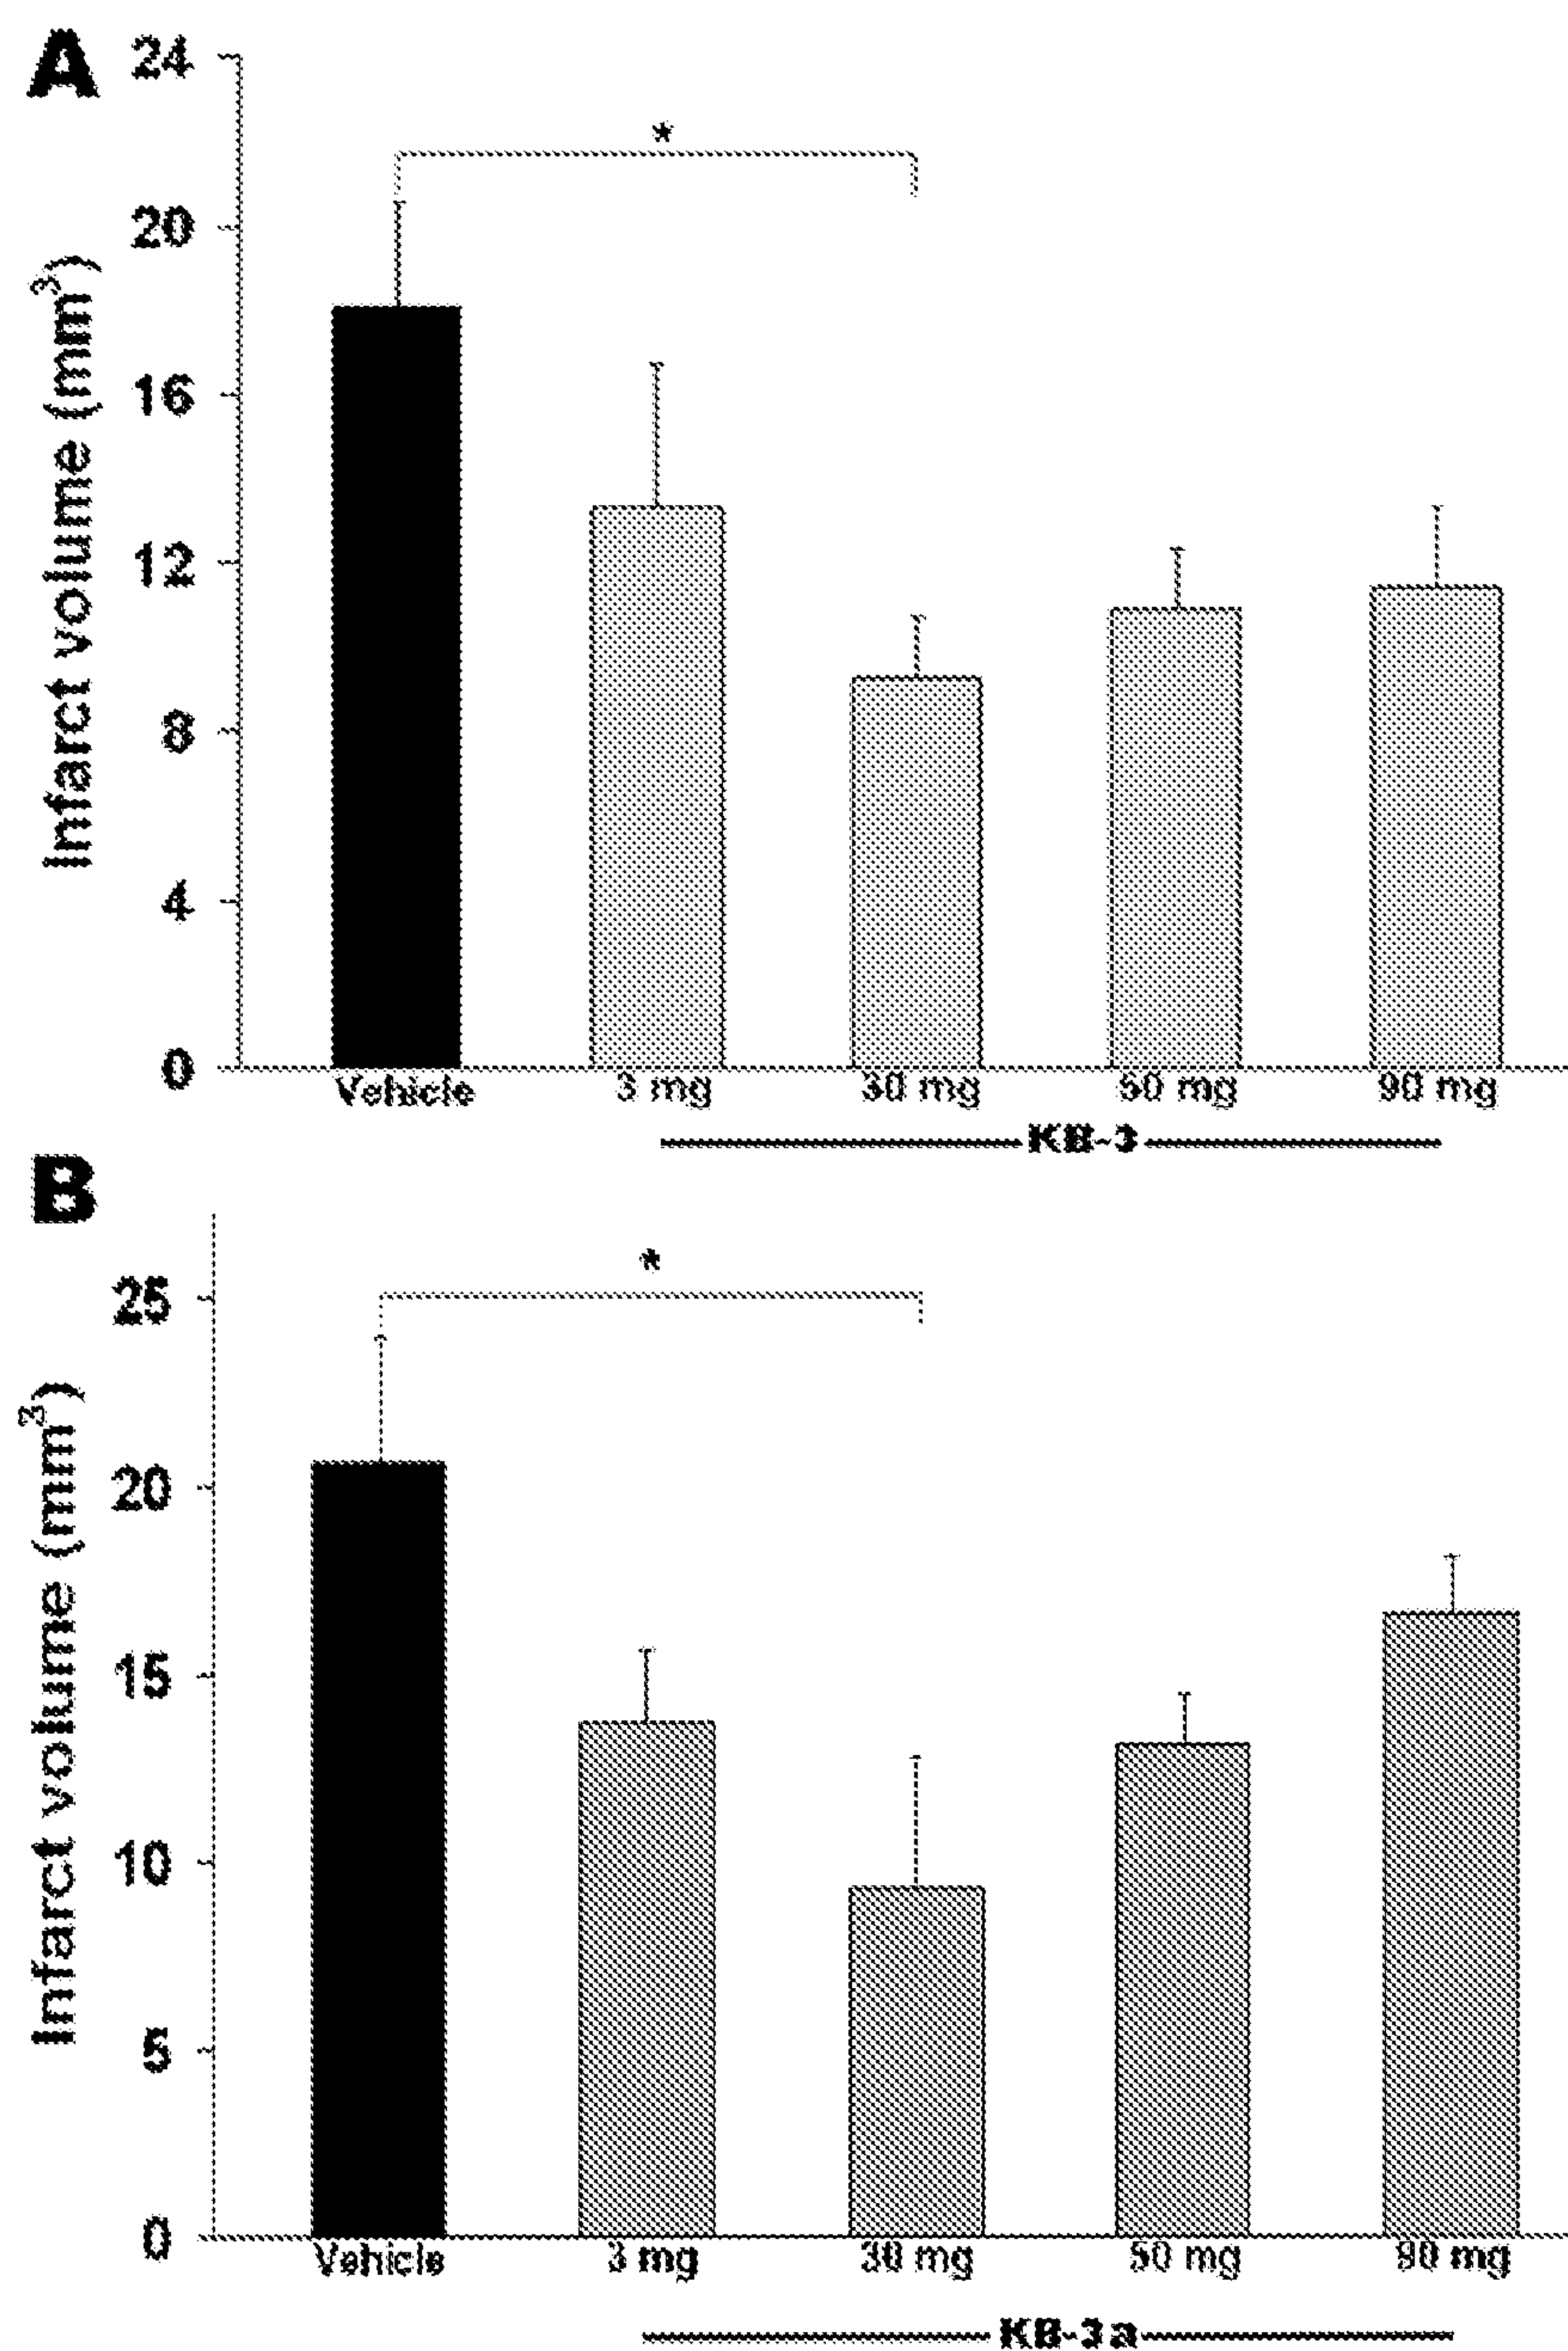 A
24
20
16
12
8
4
0
Infarct volume (mm³)
*
Vehicle 3 mg 30 mg 50 mg 90 mg
KB-3
B
25
20
15
10
5
0
Infarct volume (mm³)
*
Vehicle 3 mg 30 mg 50 mg 90 mg
KB-3a